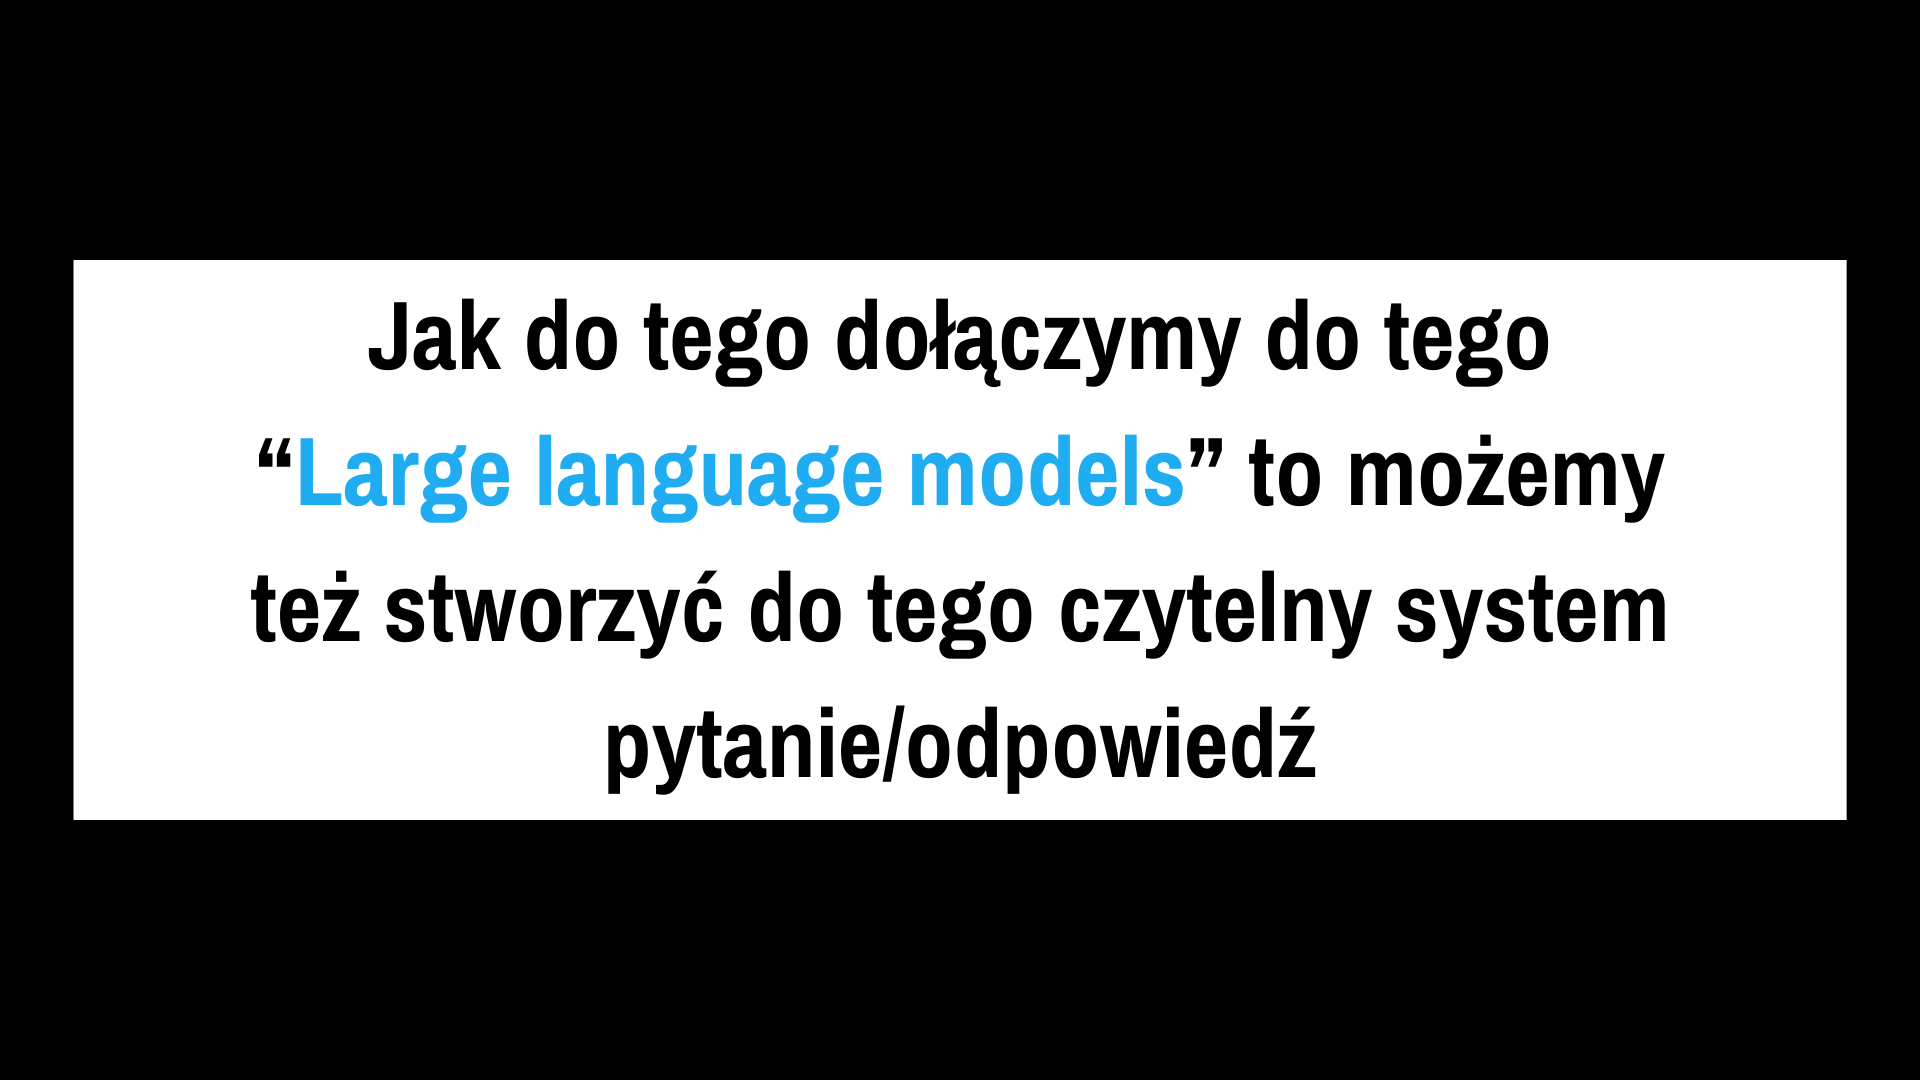 Jak do tego dołączymy do tego
“Large language models” to możemy
też stworzyć do tego czytelny system
pytanie/odpowiedź